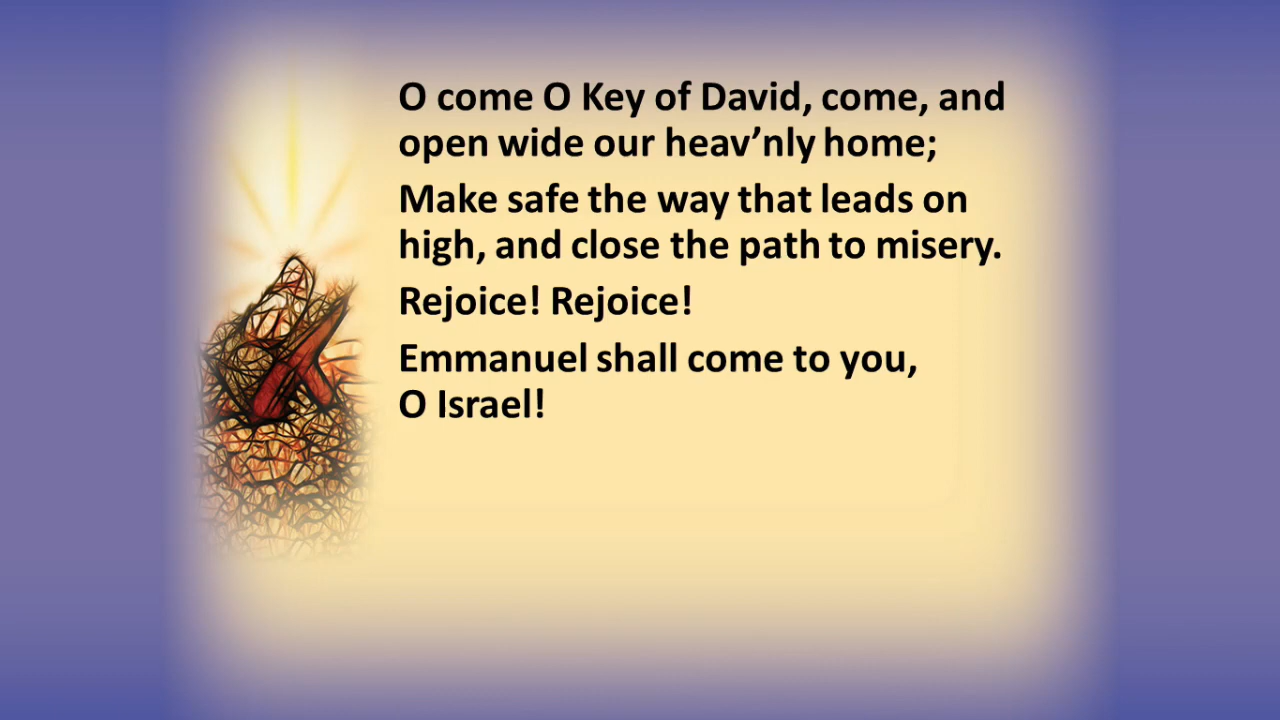 O come O Key of David, come, and
open wide our heav’nly home;
Make safe the way that leads on
high, and close the path to misery.
Rejoice! Rejoice!
Emmanuel shall come to you,
O Israel!